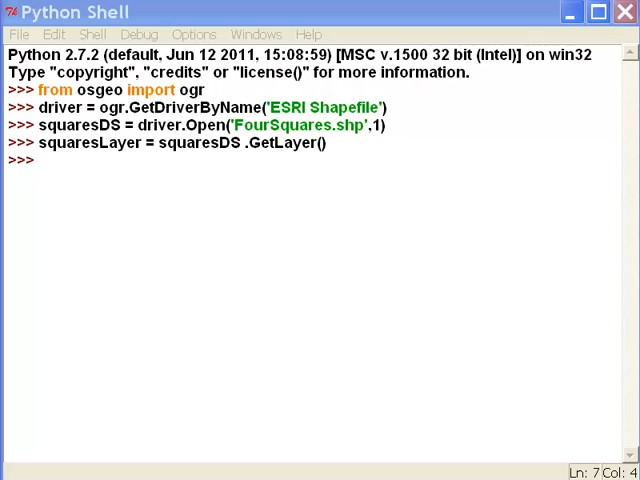 Python Shell
File Edit Shell Debug Options Windows Help
Python 2.7.2 (default, Jun 12 2011, 15:08:59) [MSC v.1500 32 bit (Intel)] on win32
Type "copyright", "credits" or "license()" for more information.
>>> from osgeo import ogr
>>> driver = ogr.GetDriverByName('ESRI Shapefile')
>>> squaresDS = driver.Open('FourSquares.shp',1)
>>> squaresLayer = squaresDS .GetLayer()
>>>
Ln: 7 Col: 4